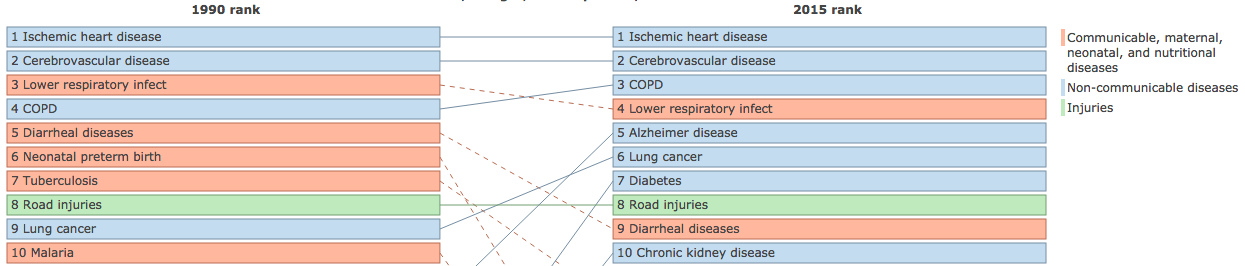 1990 rank
2015 rank
1 Ischemic heart disease
2 Cerebrovascular disease
3 Lower respiratory infect
4 COPD
5 Diarrheal diseases
6 Neonatal preterm birth
7 Tuberculosis
8 Road injuries
9 Lung cancer
10 Malaria
1 Ischemic heart disease
2 Cerebrovascular disease
3 COPD
4 Lower respiratory infect
5 Alzheimer disease
6 Lung cancer
7 Diabetes
8 Road injuries
9 Diarrheal diseases
10 Chronic kidney disease
Communicable, maternal,
neonatal, and nutritional
diseases
Non-communicable diseases
Injuries